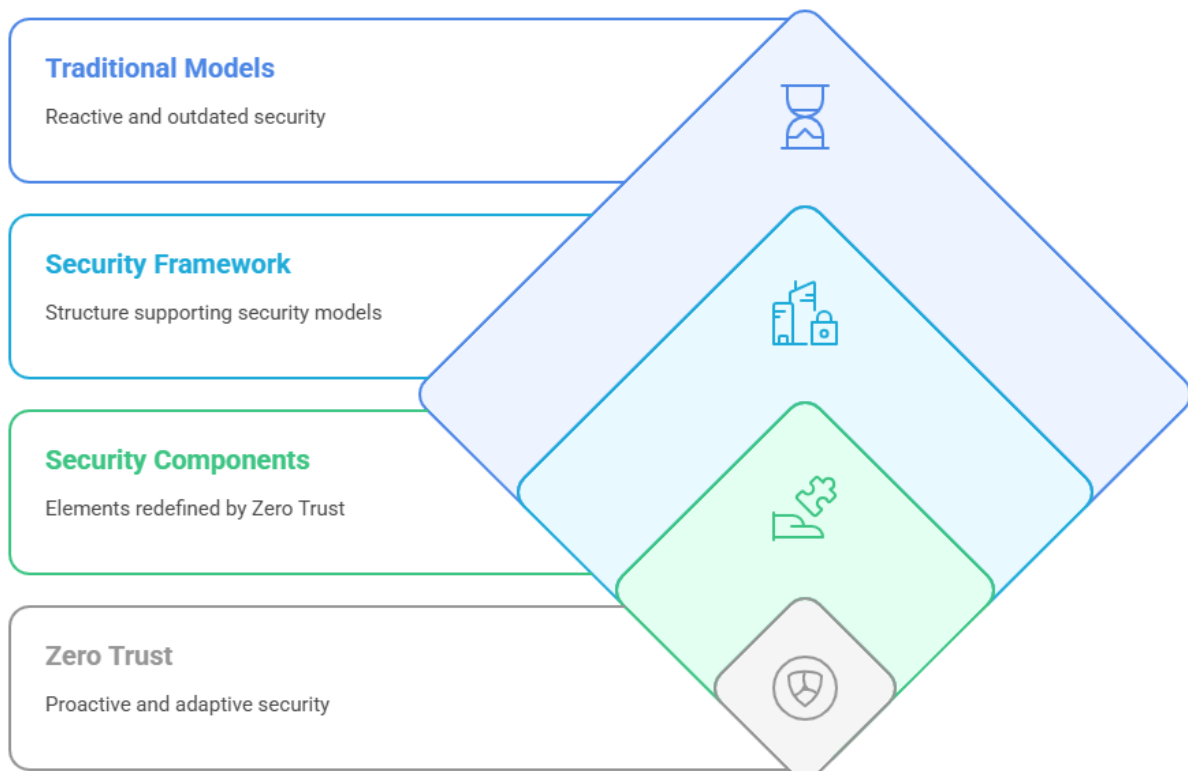 Traditional Models
Reactive and outdated security
Security Framework
Structure supporting security models
Security Components
Elements redefined by Zero Trust
Zero Trust
Proactive and adaptive security